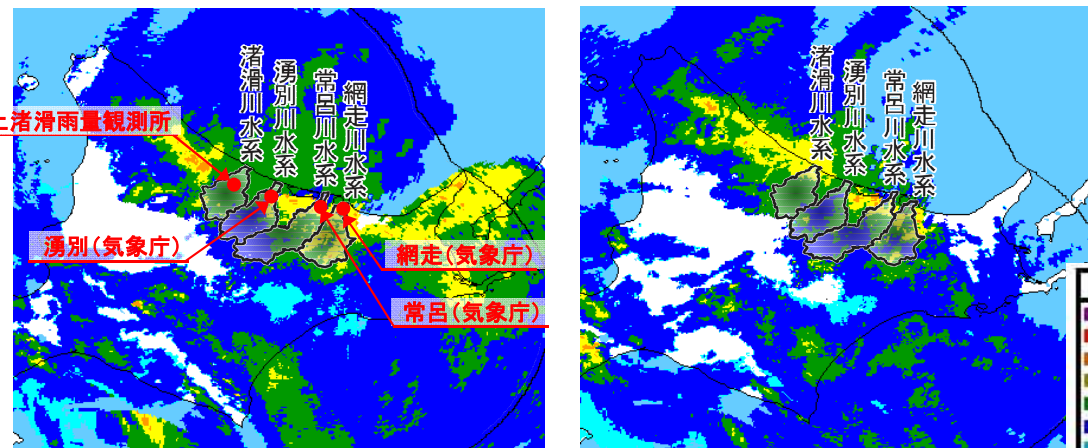 渚滑川水系
湧別川水系
常呂川水系
網走川水系
上渚滑雨量観測所
湧別(気象庁)
網走(気象庁)
常呂(気象庁)
渚滑川水系
湧別川水系
常呂川水系
網走川水系